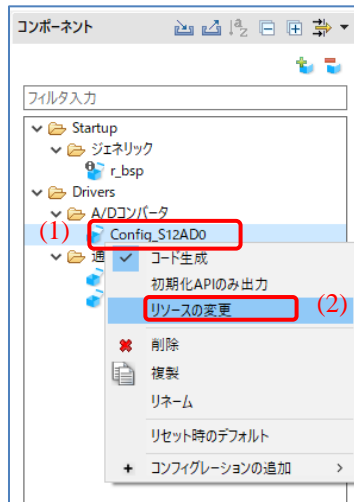 コンポーネント
フィルタ入力
Startup
ジェネリック
r_bsp
Drivers
A/Dコンバータ
(1) Config_S12AD0
通
コード生成
初期化APIのみ出力
リソースの変更 (2)
削除
複製
リネーム
リセット時のデフォルト
コンフィグレーションの追加